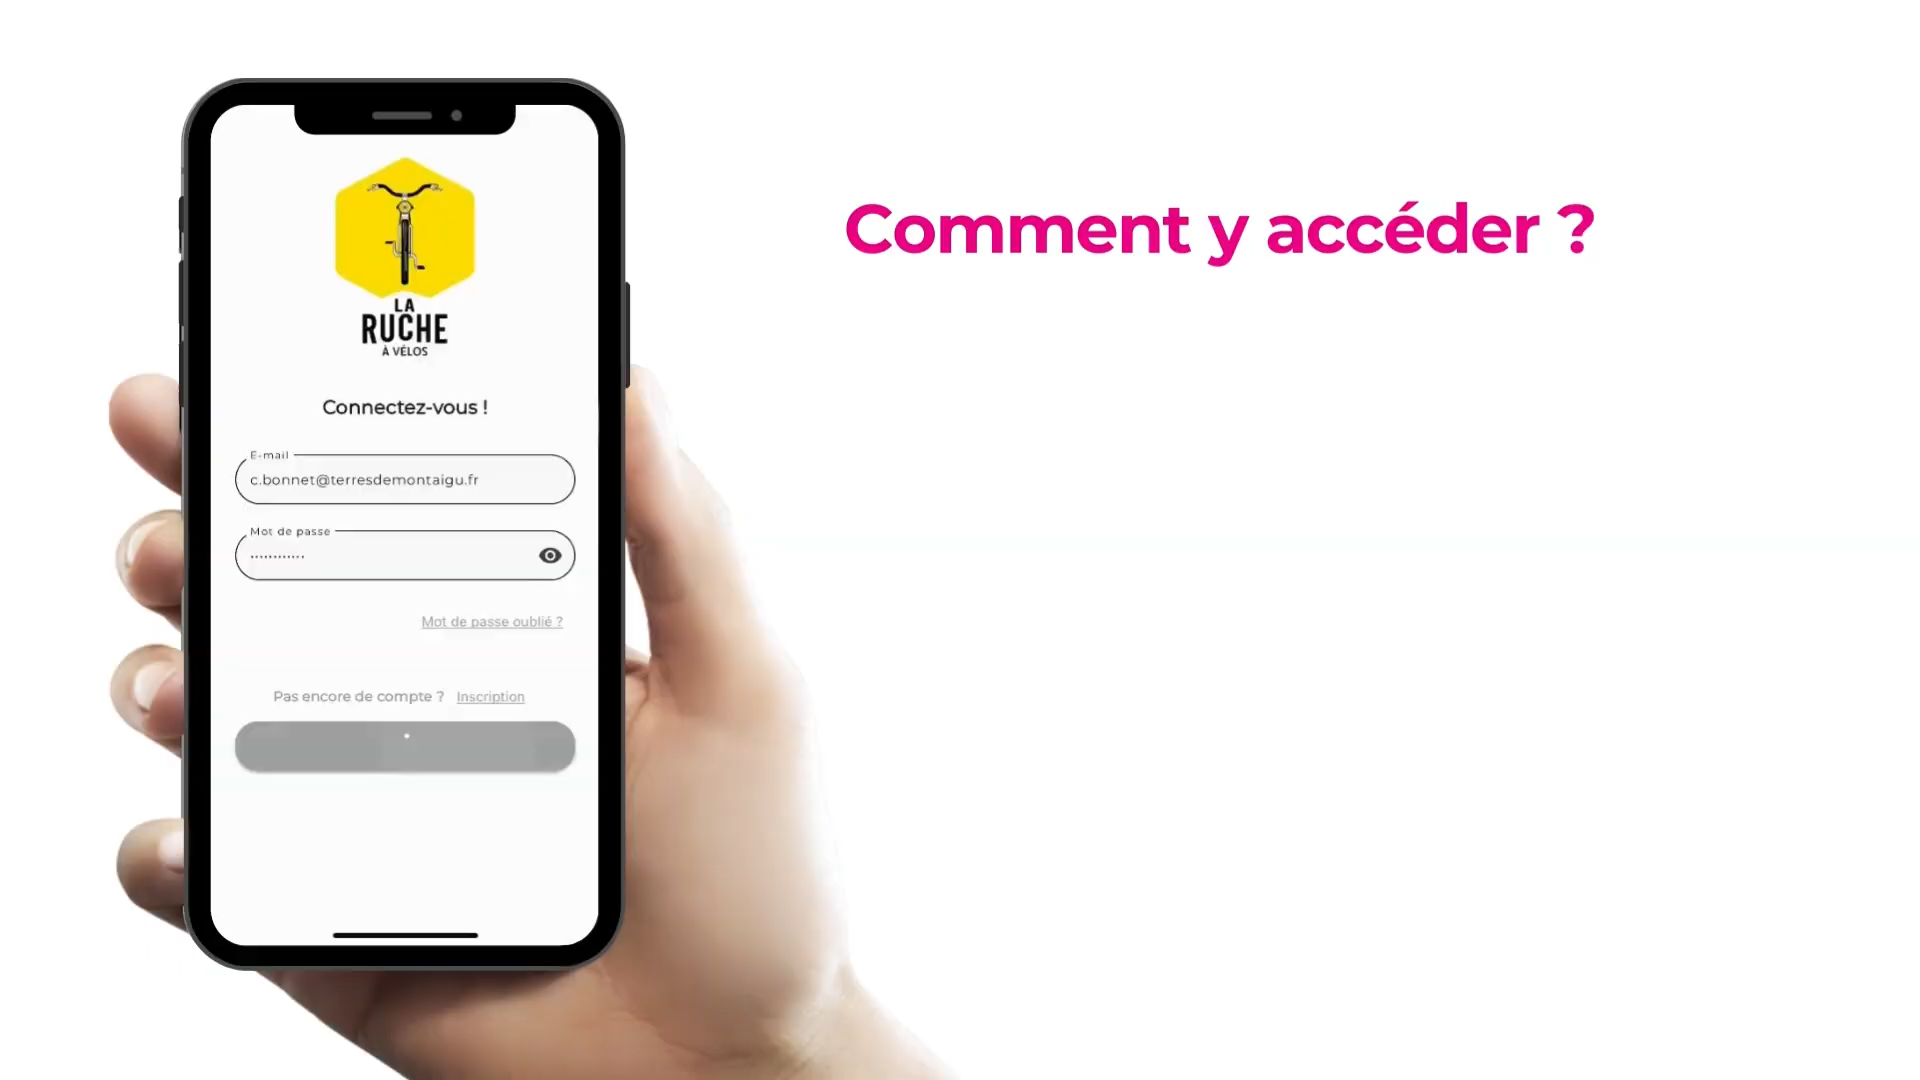 Comment y accéder ?
LA
RUCHE
À VÉLOS
Connectez-vous !
E-mail
c.bonnet@terresdemontaigu.fr
Mot de passe
............
Mot de passe oublié ?
Pas encore de compte ? Inscription